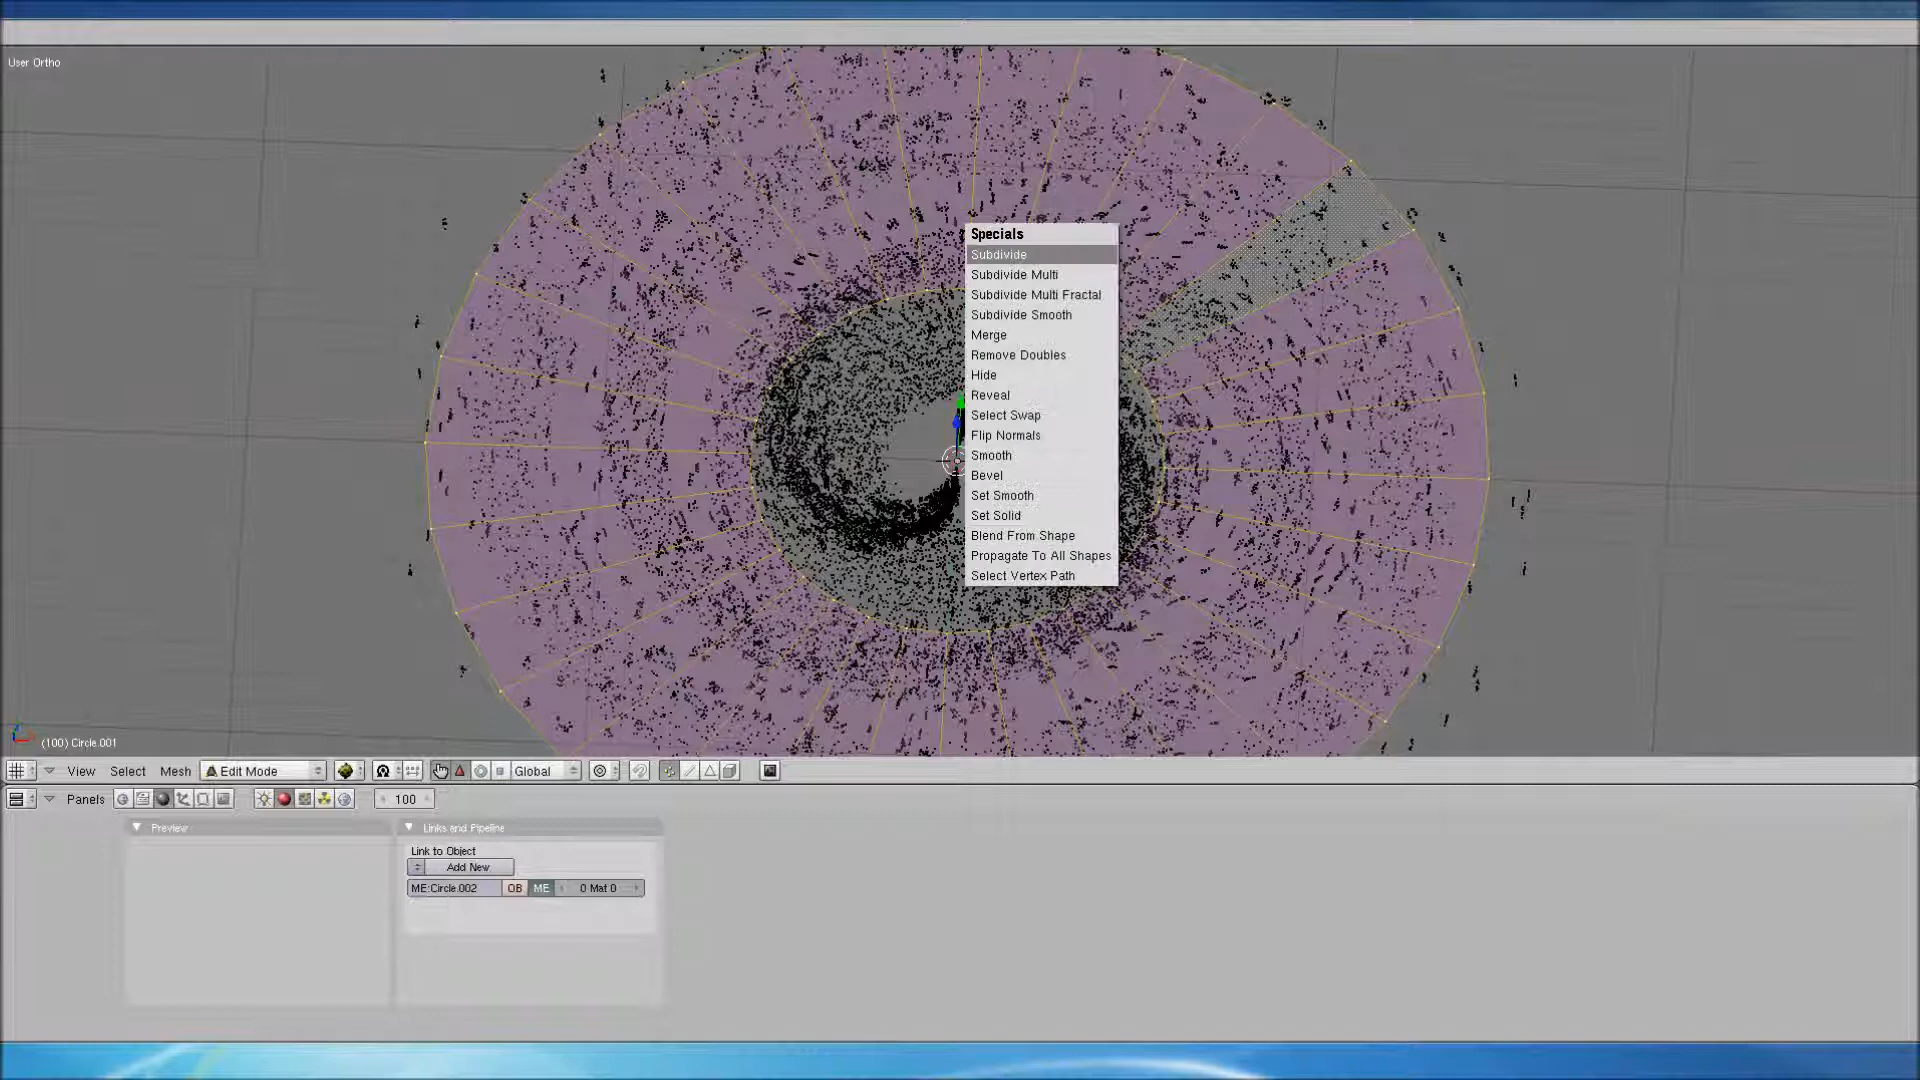 User Ortho
Specials
Subdivide
Subdivide Multi
Subdivide Multi Fractal
Subdivide Smooth
Merge
Remove Doubles
Hide
Reveal
Select Swap
Flip Normals
Smooth
Bevel
Set Smooth
Set Solid
Blend From Shape
Propagate To All Shapes
Select Vertex Path
(100) Circle.001
View Select Mesh Edit Mode Global
Panels 100
Preview
Links and Pipeline
Link to Object
Add New
ME:Circle.002 OB ME 0 Mat 0